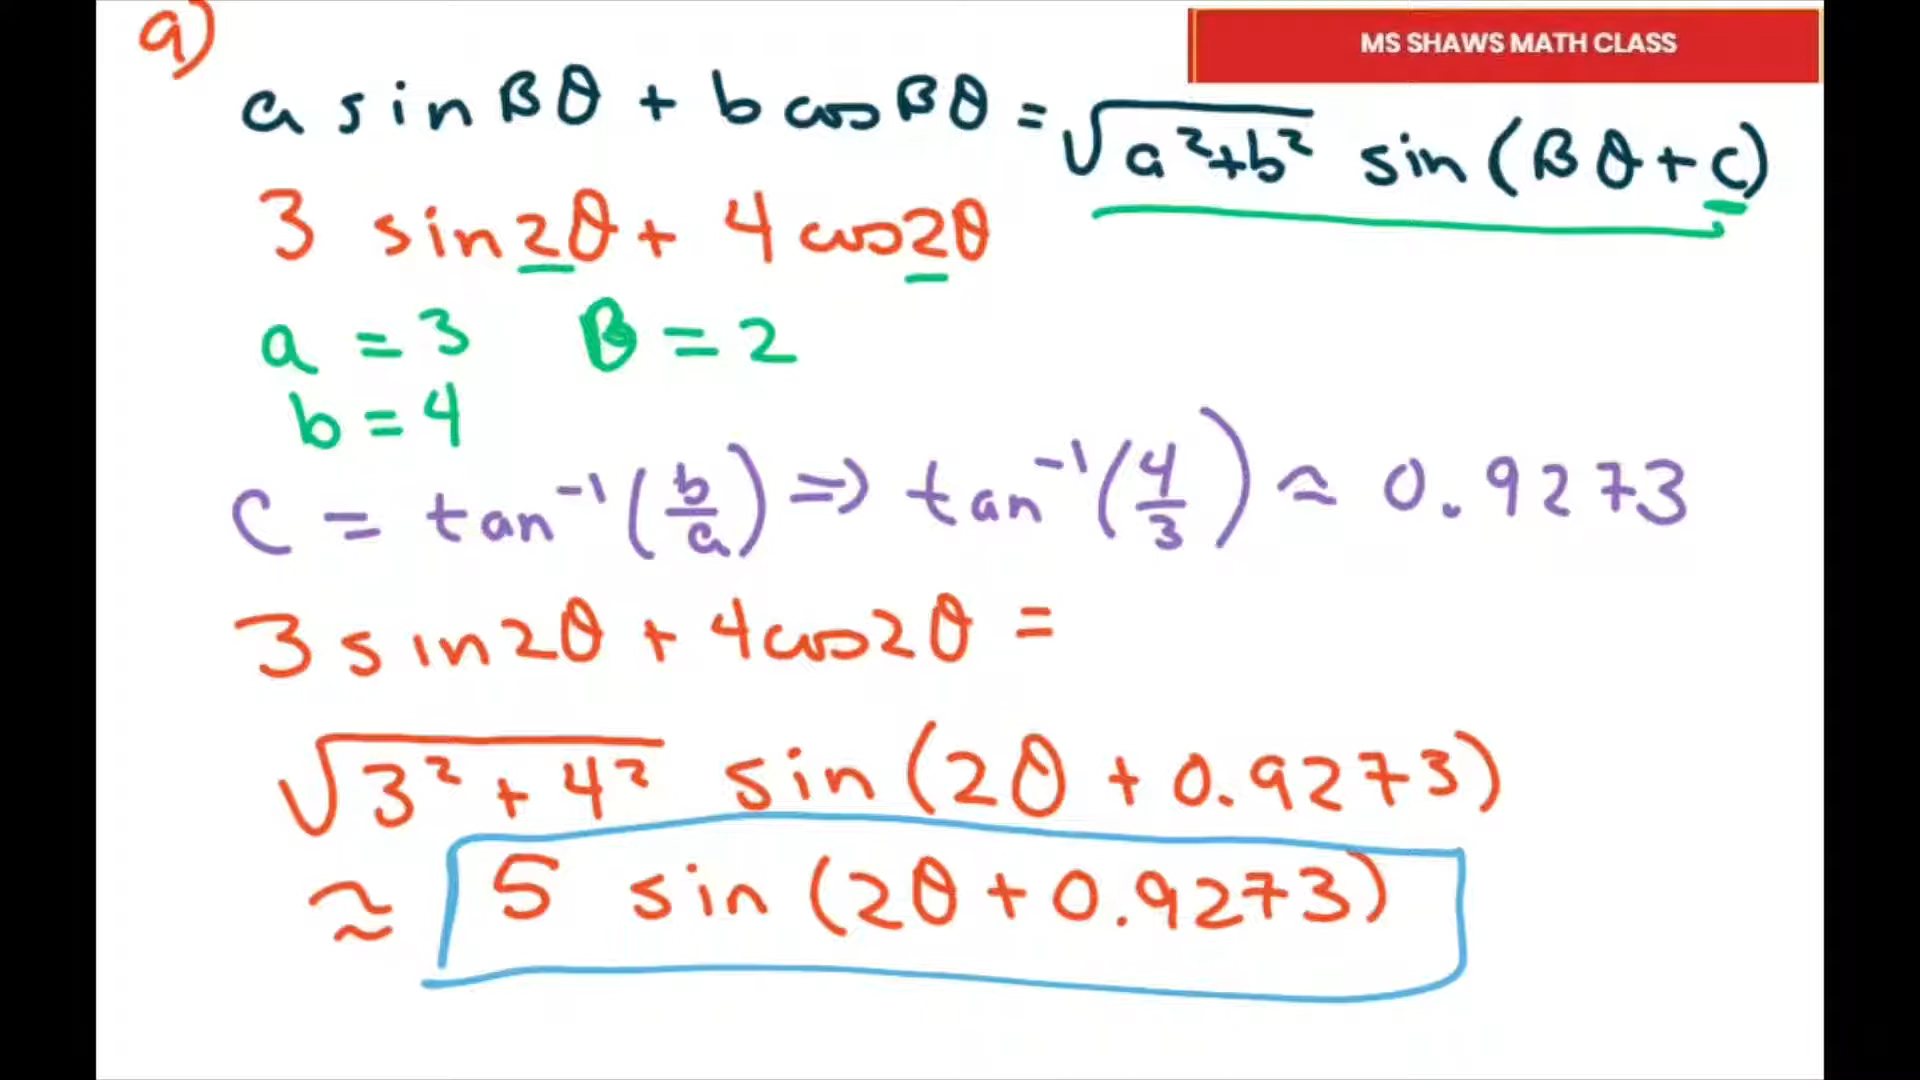 a)
MS SHAWS MATH CLASS
a sin Bθ + b cos Bθ = √(a²+b²) sin (Bθ + c)
3 sin 2θ + 4 cos 2θ
a = 3 B = 2
b = 4
C = tan⁻¹(b/a) ⇒ tan⁻¹(4/3) ≈ 0.9273
3 sin 2θ + 4 cos 2θ =
√(3² + 4²) sin (2θ + 0.9273)
≈ 5 sin (2θ + 0.9273)